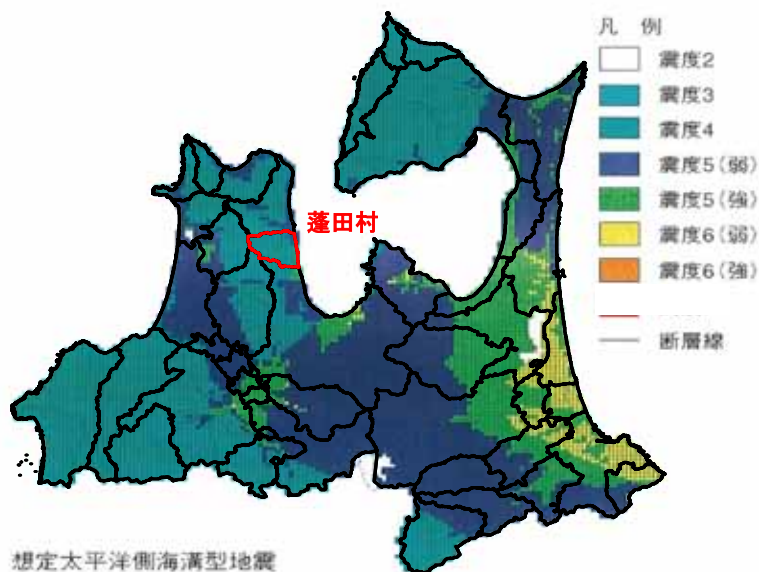 凡 例
震度2
震度3
震度4
震度5(弱)
震度5(強)
震度6(弱)
震度6(強)
断層線
蓬田村
想定太平洋側海溝型地震